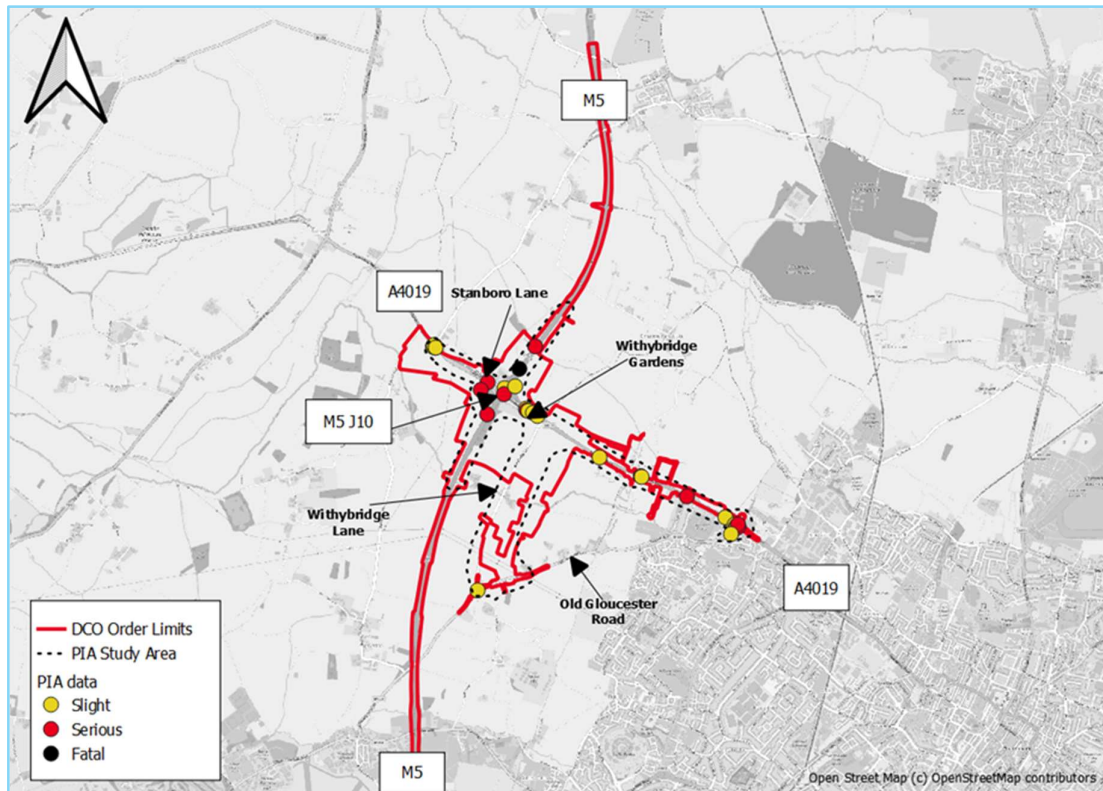 M5
A4019
Stanboro Lane
Withybridge
Gardens
M5 J10
Withybridge
Lane
Old Gloucester
Road
A4019
M5
DCO Order Limits
PIA Study Area
PIA data
Slight
Serious
Fatal
Open Street Map (c) OpenStreetMap contributors